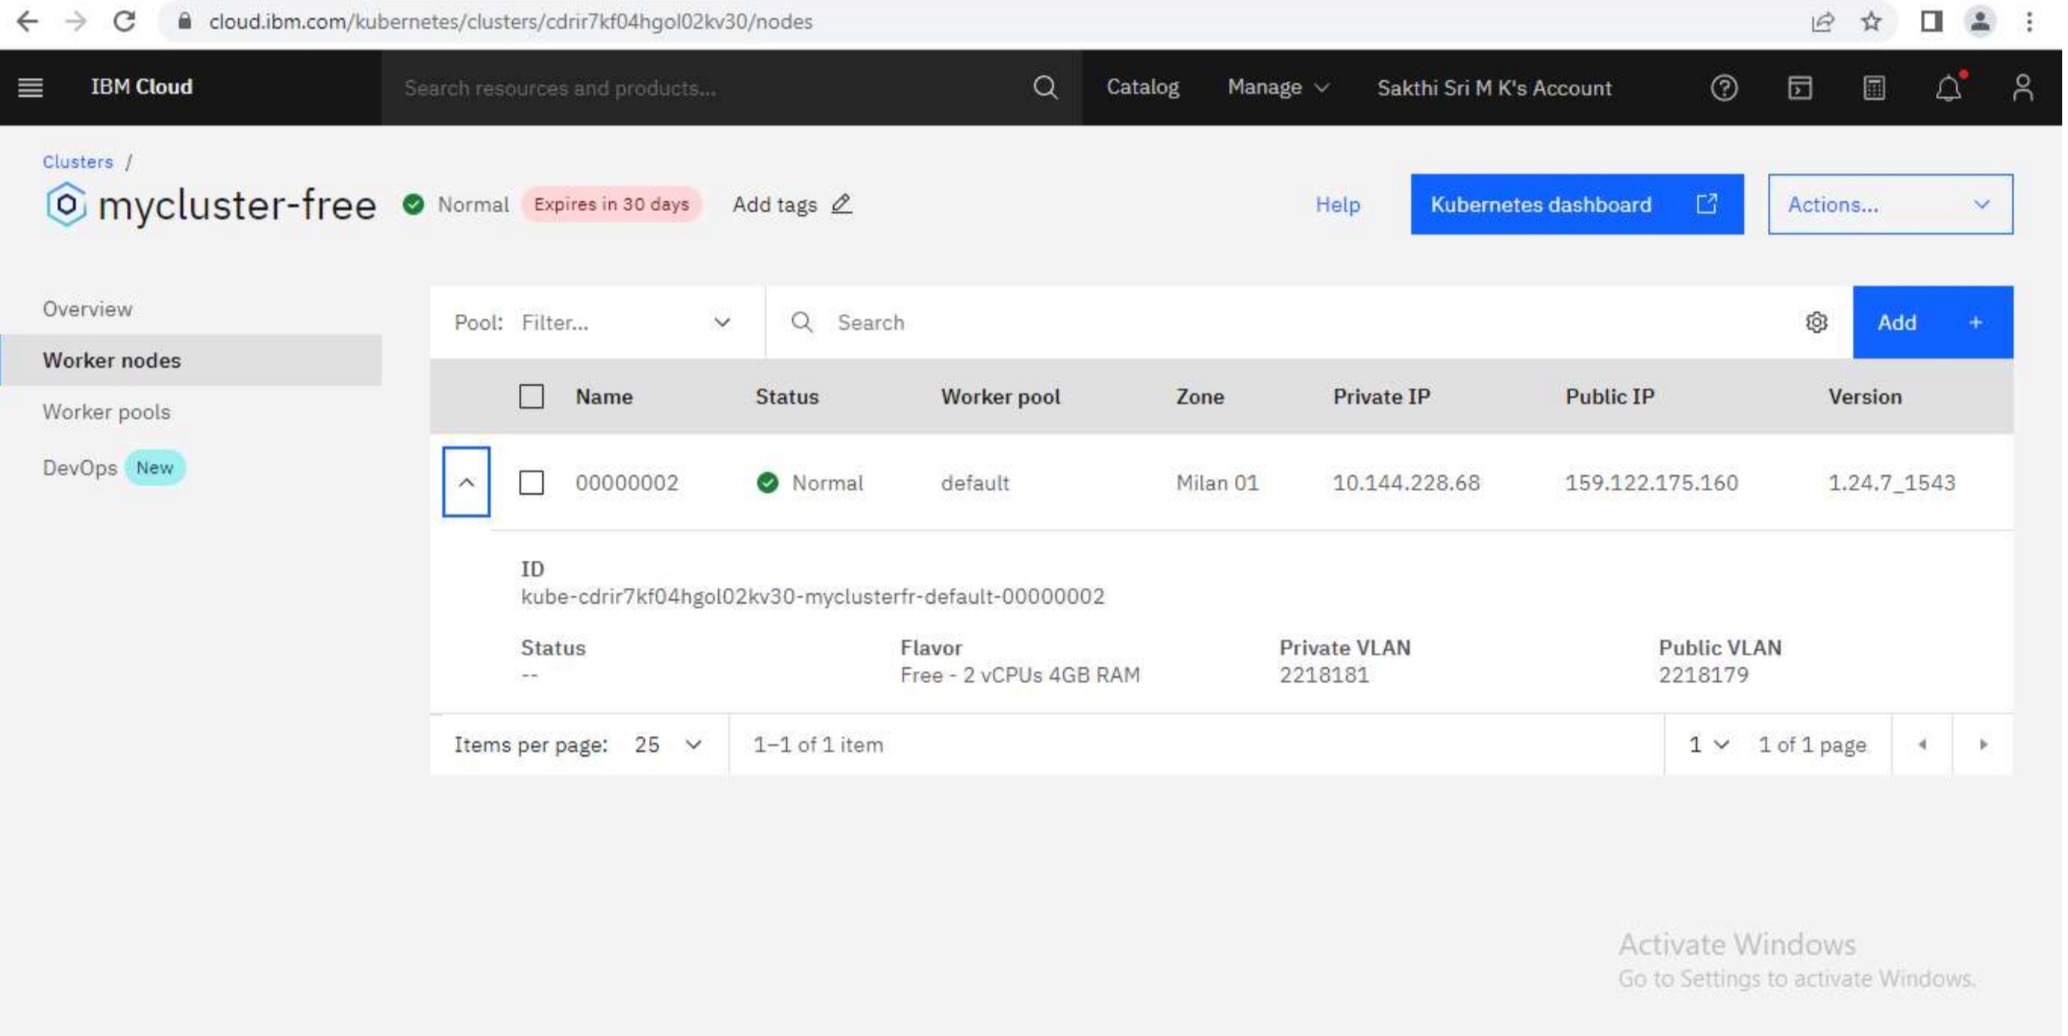 cloud.ibm.com/kubernetes/clusters/cdrir7kf04hgol02kv30/nodes
IBM Cloud Search resources and products... Catalog Manage Sakthi Sri M K's Account
Clusters /
mycluster-free Normal Expires in 30 days Add tags Help Kubernetes dashboard Actions...
Overview
Worker nodes
Worker pools
DevOps New
Pool: Filter... Search Add +
Name Status Worker pool Zone Private IP Public IP Version
00000002 Normal default Milan 01 10.144.228.68 159.122.175.160 1.24.7_1543
ID
kube-cdrir7kf04hgol02kv30-myclusterfr-default-00000002
Status Flavor Private VLAN Public VLAN
-- Free - 2 vCPUs 4GB RAM 2218181 2218179
Items per page: 25 1–1 of 1 item 1 1 of 1 page
Activate Windows
Go to Settings to activate Windows.